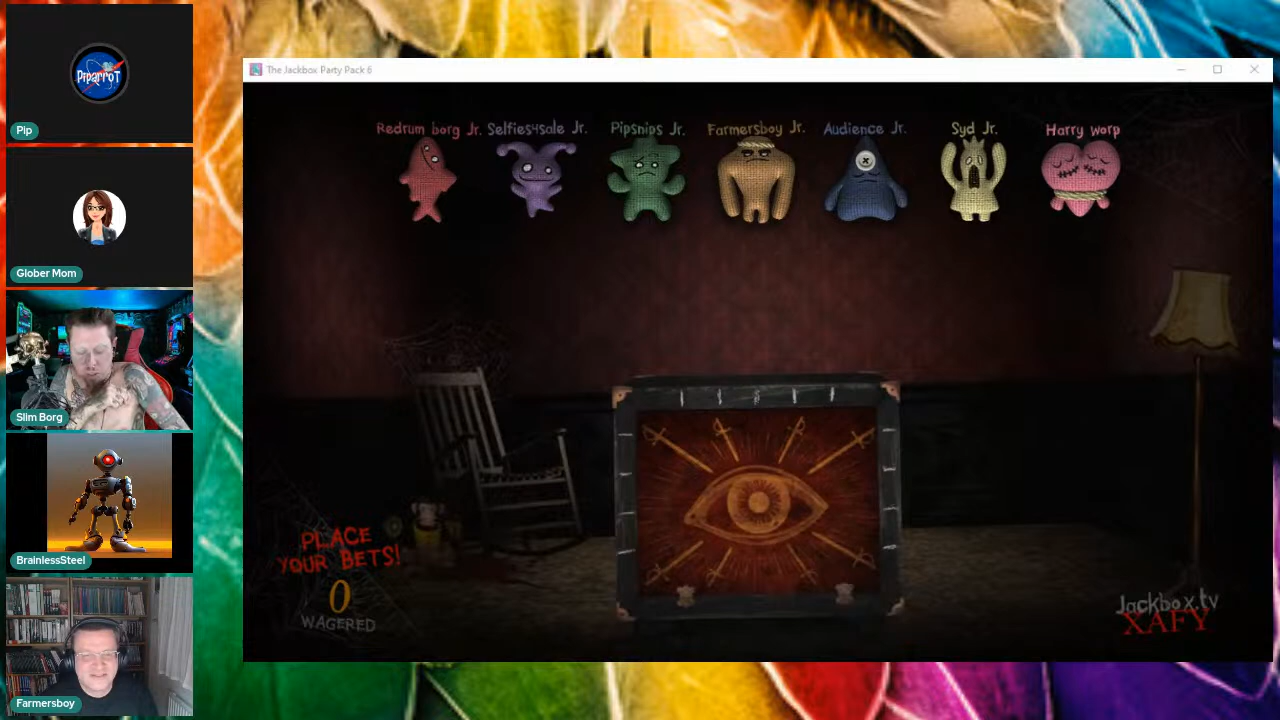 PiparroT
Pip
Glober Mom
Slim Borg
BrainlessSteel
Farmersboy
The Jackbox Party Pack 6
Redrum borg Jr.
Selfies4sale Jr.
Pipsnips Jr.
Farmersboy Jr.
Audience Jr.
Syd Jr.
Harry worp
PLACE
YOUR BETS!
0
WAGERED
Jackbox.tv
XAFY